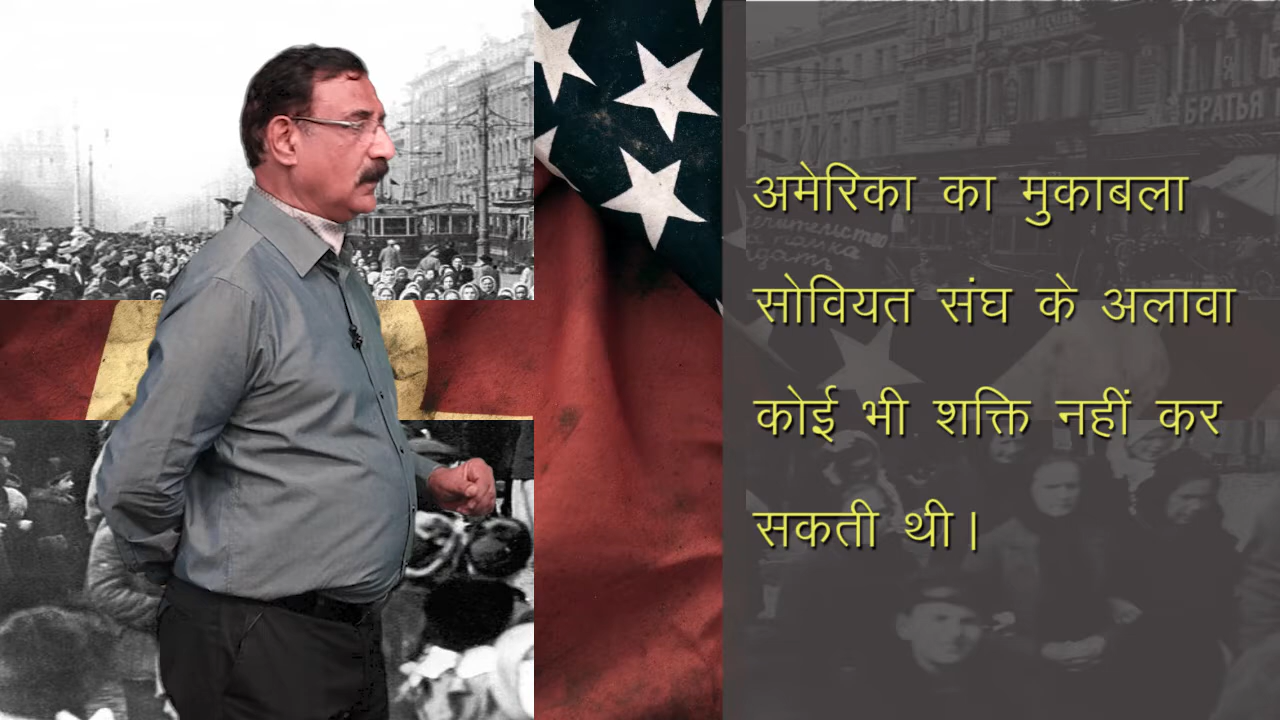 БРАТЬЯ
अमेरिका का मुकाबला
सोवियत संघ के अलावा
कोई भी शक्ति नहीं कर
सकती थी।